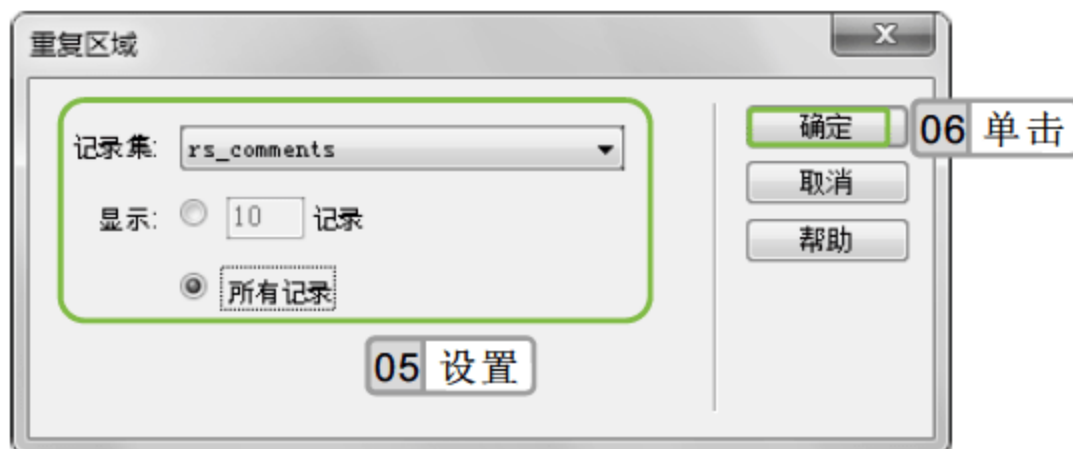 重复区域
记录集: rs_comments
显示: 10 记录
所有记录
确定
取消
帮助
05 设置
06 单击